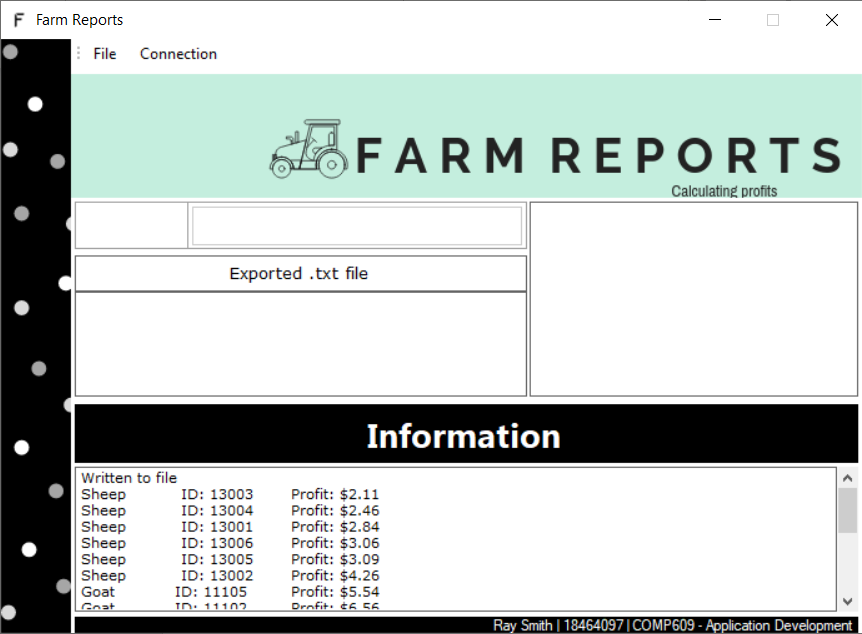 F Farm Reports
File Connection
FARM REPORTS
Calculating profits
Exported .txt file
Information
Written to file
Sheep ID: 13003 Profit: $2.11
Sheep ID: 13004 Profit: $2.46
Sheep ID: 13001 Profit: $2.84
Sheep ID: 13006 Profit: $3.06
Sheep ID: 13005 Profit: $3.09
Sheep ID: 13002 Profit: $4.26
Goat ID: 11105 Profit: $5.54
Goat ID: 11102 Profit: $6.56
Ray Smith | 18464097 | COMP609 - Application Development